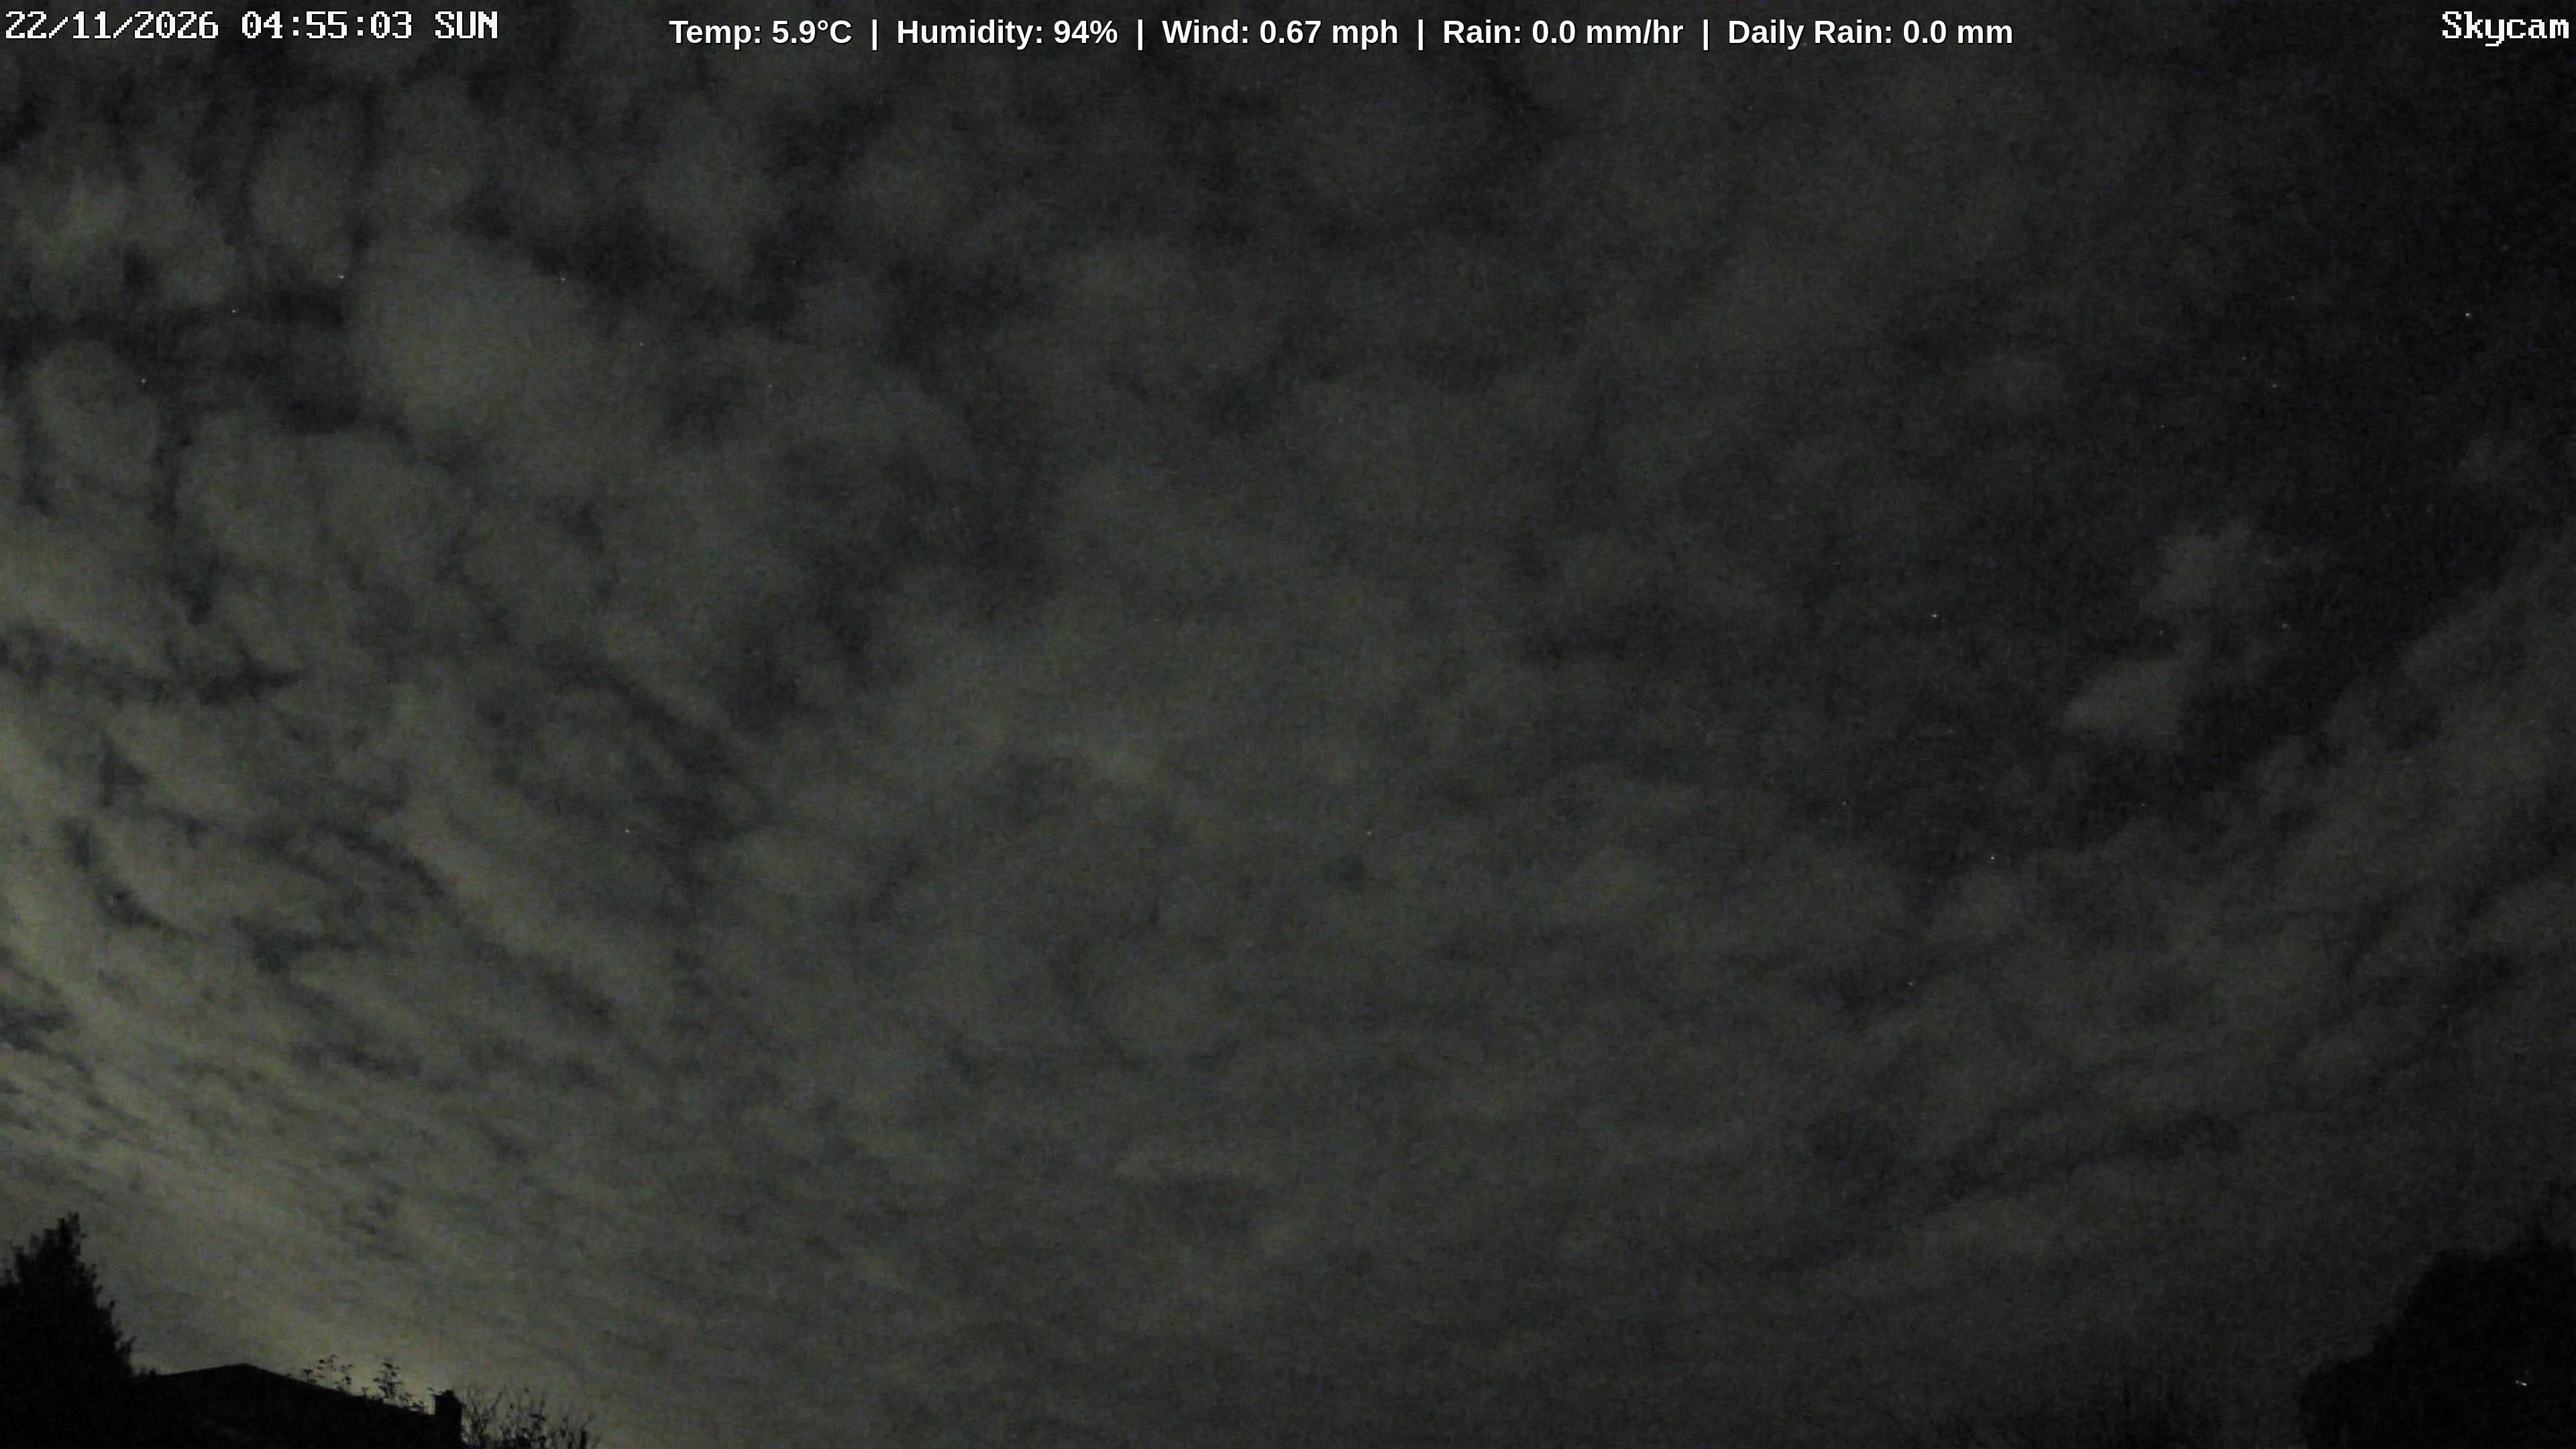 22/11/2026 04:55:03 SUN
Temp: 5.9°C | Humidity: 94% | Wind: 0.67 mph | Rain: 0.0 mm/hr | Daily Rain: 0.0 mm
Skycam